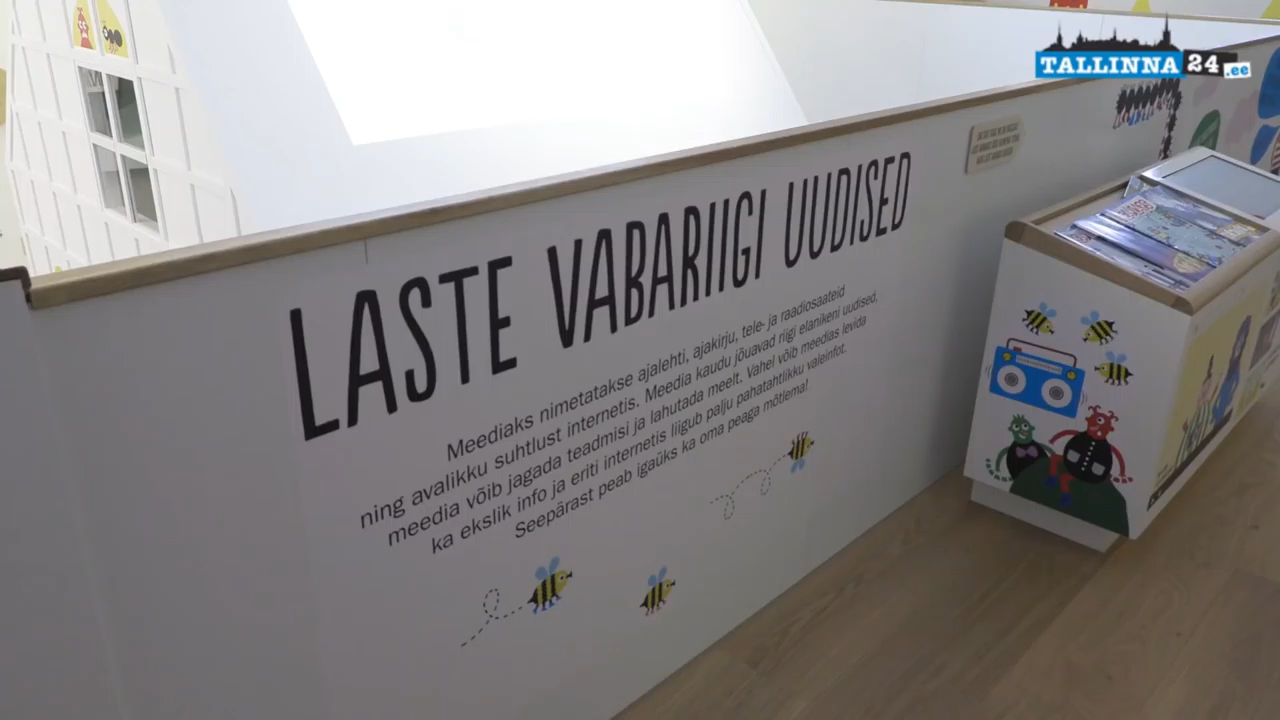 TALLINNA24.ee
LASTE VABARIIGI UUDISED
Meediaks nimetatakse ajalehti, ajakirju, tele- ja raadiosaateid
ning avalikku suhtlust internetis. Meedia kaudu jõuavad riigi elanikeni uudised,
meedia võib jagada teadmisi ja lahutada meelt. Vahel võib meedias levida
ka ekslik info ja eriti internetis liigub palju pahatahtlikku valeinfot.
Seepärast peab igaüks ka oma peaga mõtlema!